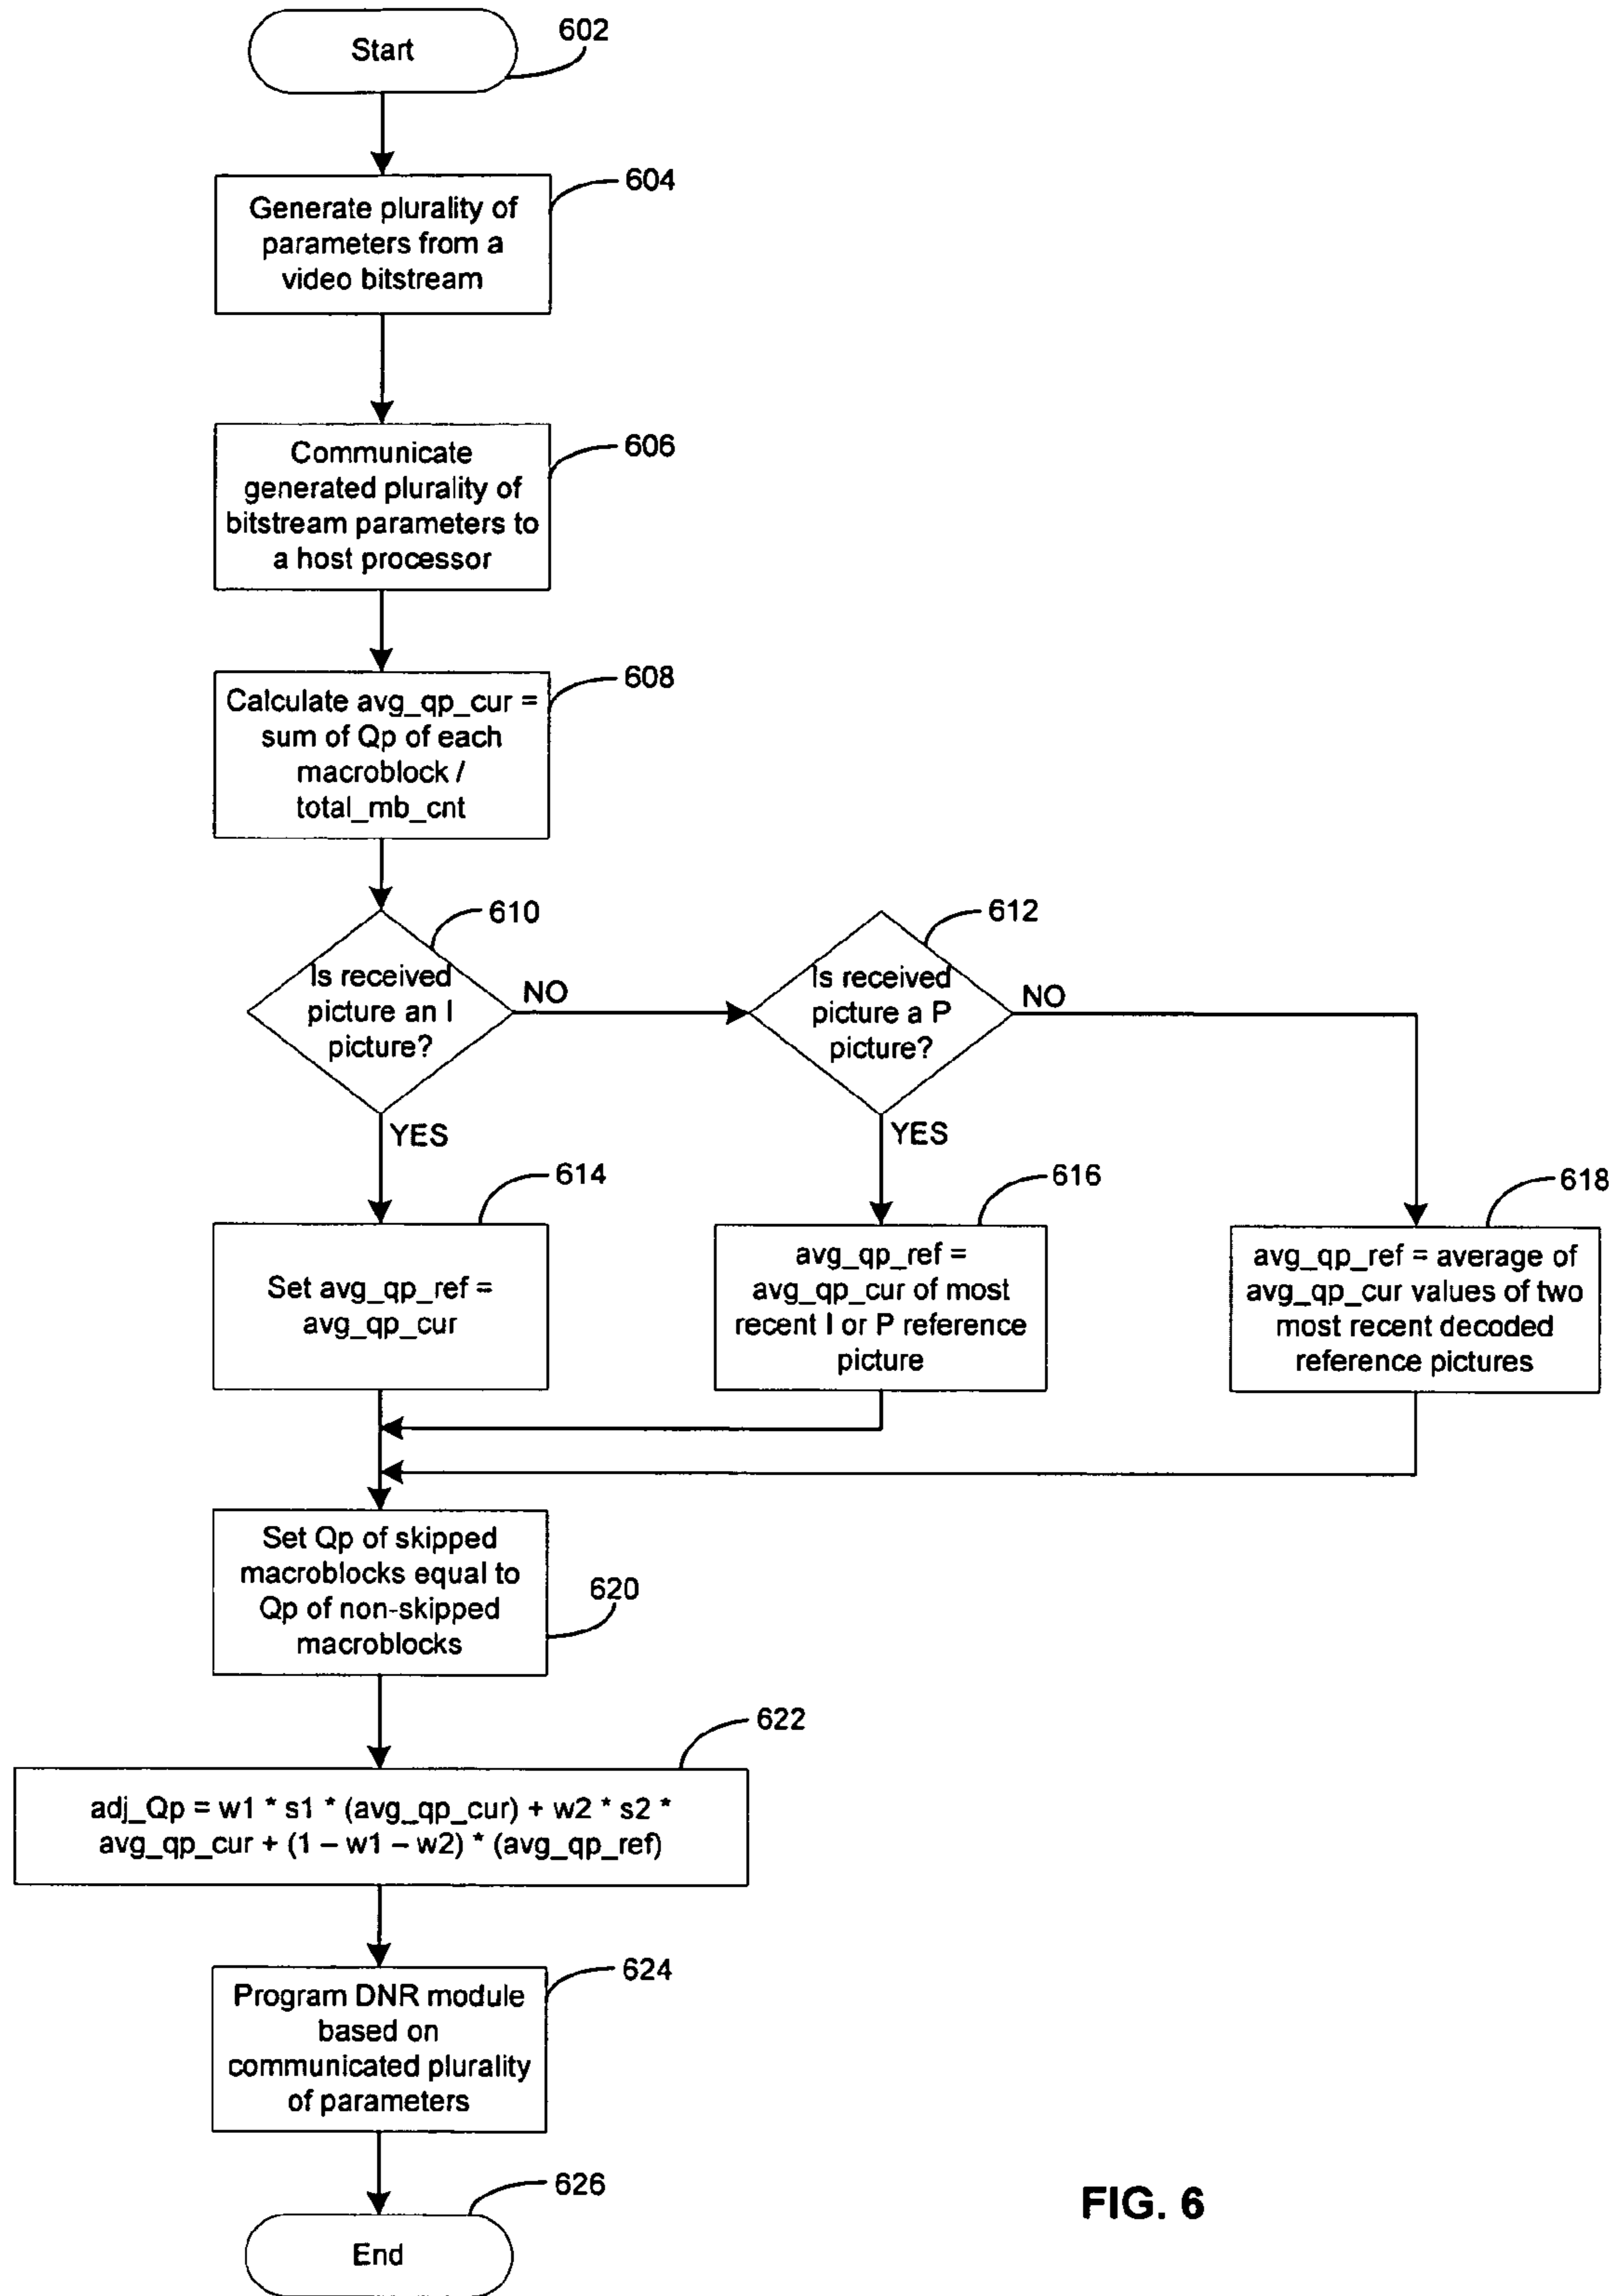 Start
602
Generate plurality of
parameters from a
video bitstream
604
Communicate
generated plurality of
bitstream parameters to
a host processor
606
Calculate avg_qp_cur =
sum of Qp of each
macroblock /
total_mb_cnt
608
Is received
picture an I
picture?
610
NO
YES
Is received
picture a P
picture?
612
NO
YES
Set avg_qp_ref =
avg_qp_cur
614
avg_qp_ref =
avg_qp_cur of most
recent I or P reference
picture
616
avg_qp_ref = average of
avg_qp_cur values of two
most recent decoded
reference pictures
618
Set Qp of skipped
macroblocks equal to
Qp of non-skipped
macroblocks
620
adj_Qp = w1 * s1 * (avg_qp_cur) + w2 * s2 *
avg_qp_cur + (1 – w1 – w2) * (avg_qp_ref)
622
Program DNR module
based on
communicated plurality
of parameters
624
End
626
FIG. 6